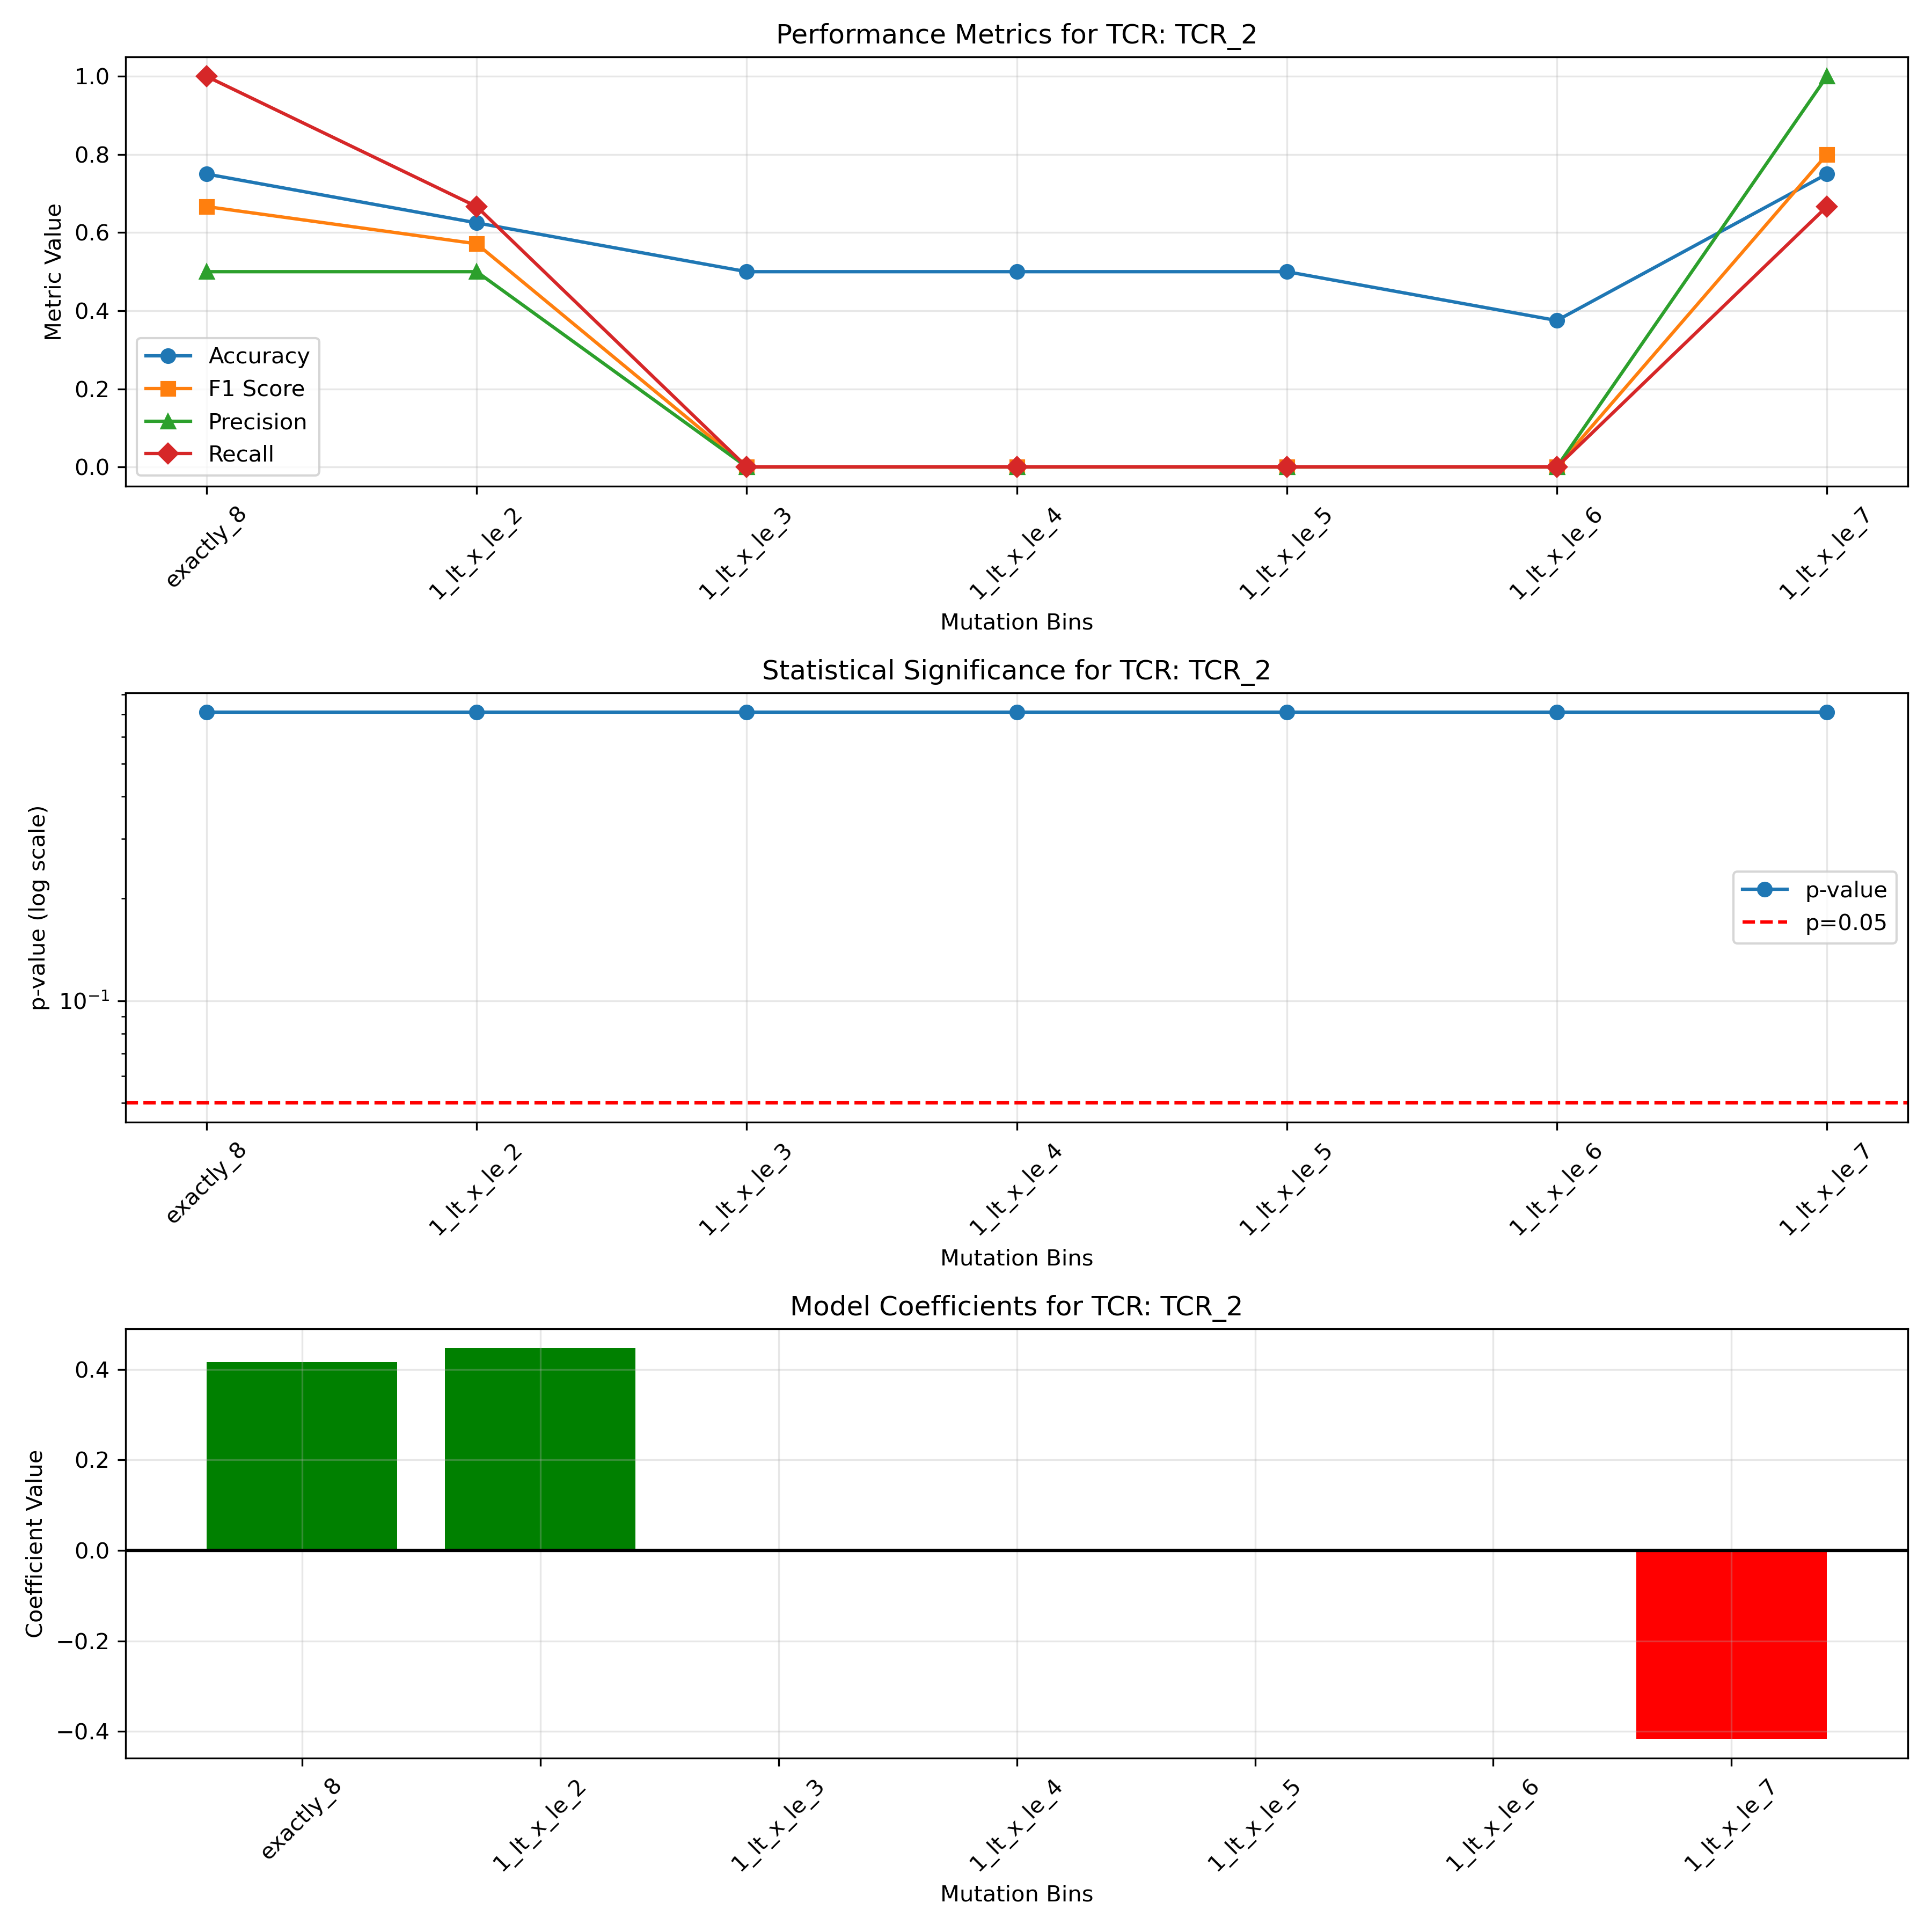 Performance Metrics for TCR: TCR_2
Metric Value
1.0
0.8
0.6
0.4
0.2
0.0
Accuracy
F1 Score
Precision
Recall
exactly_8
1_lt_x_le_2
1_lt_x_le_3
1_lt_x_le_4
1_lt_x_le_5
1_lt_x_le_6
1_lt_x_le_7
Mutation Bins
Statistical Significance for TCR: TCR_2
p-value (log scale)
10⁻¹
p-value
p=0.05
exactly_8
1_lt_x_le_2
1_lt_x_le_3
1_lt_x_le_4
1_lt_x_le_5
1_lt_x_le_6
1_lt_x_le_7
Mutation Bins
Model Coefficients for TCR: TCR_2
Coefficient Value
0.4
0.2
0.0
−0.2
−0.4
exactly_8
1_lt_x_le_2
1_lt_x_le_3
1_lt_x_le_4
1_lt_x_le_5
1_lt_x_le_6
1_lt_x_le_7
Mutation Bins